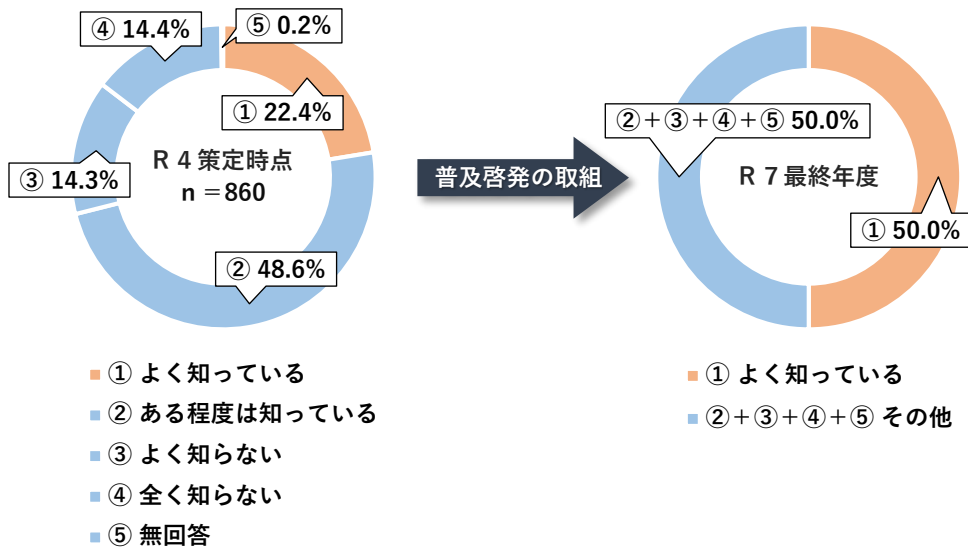 ④ 14.4%
⑤ 0.2%
① 22.4%
R 4 策定時点
n =860
③ 14.3%
② 48.6%
① よく知っている
② ある程度は知っている
③ よく知らない
④ 全く知らない
⑤ 無回答
普及啓発の取組
②+③+④+⑤ 50.0%
R 7 最終年度
① 50.0%
① よく知っている
②+③+④+⑤ その他